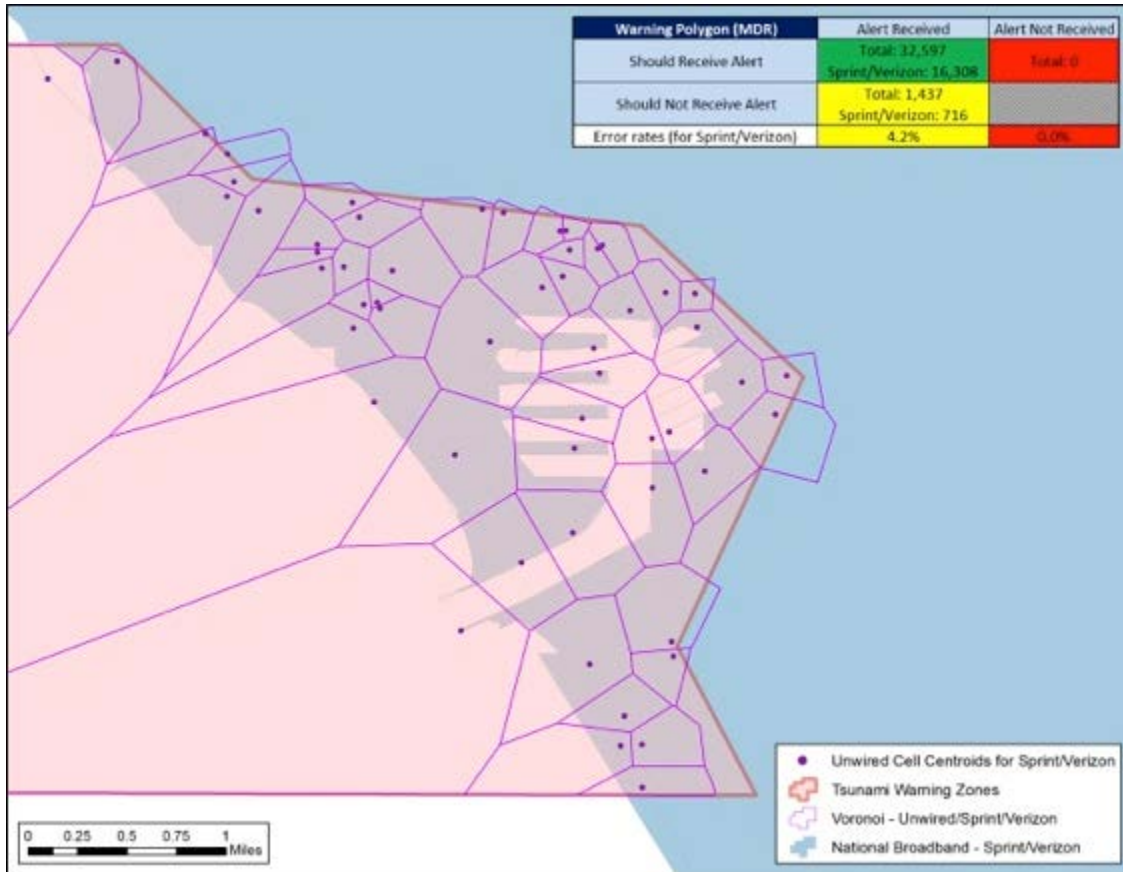 Warning Polygon (MDR) Alert Received Alert Not Received
Should Receive Alert Total: 32,597 Sprint/Verizon: 16,308 Total: 0
Should Not Receive Alert Total: 1,437 Sprint/Verizon: 716
Error rates (for Sprint/Verizon) 4.2% 0.0%
Unwired Cell Centroids for Sprint/Verizon
Tsunami Warning Zones
Voronoi - Unwired/Sprint/Verizon
National Broadband - Sprint/Verizon
0 0.25 0.5 0.75 1
Miles